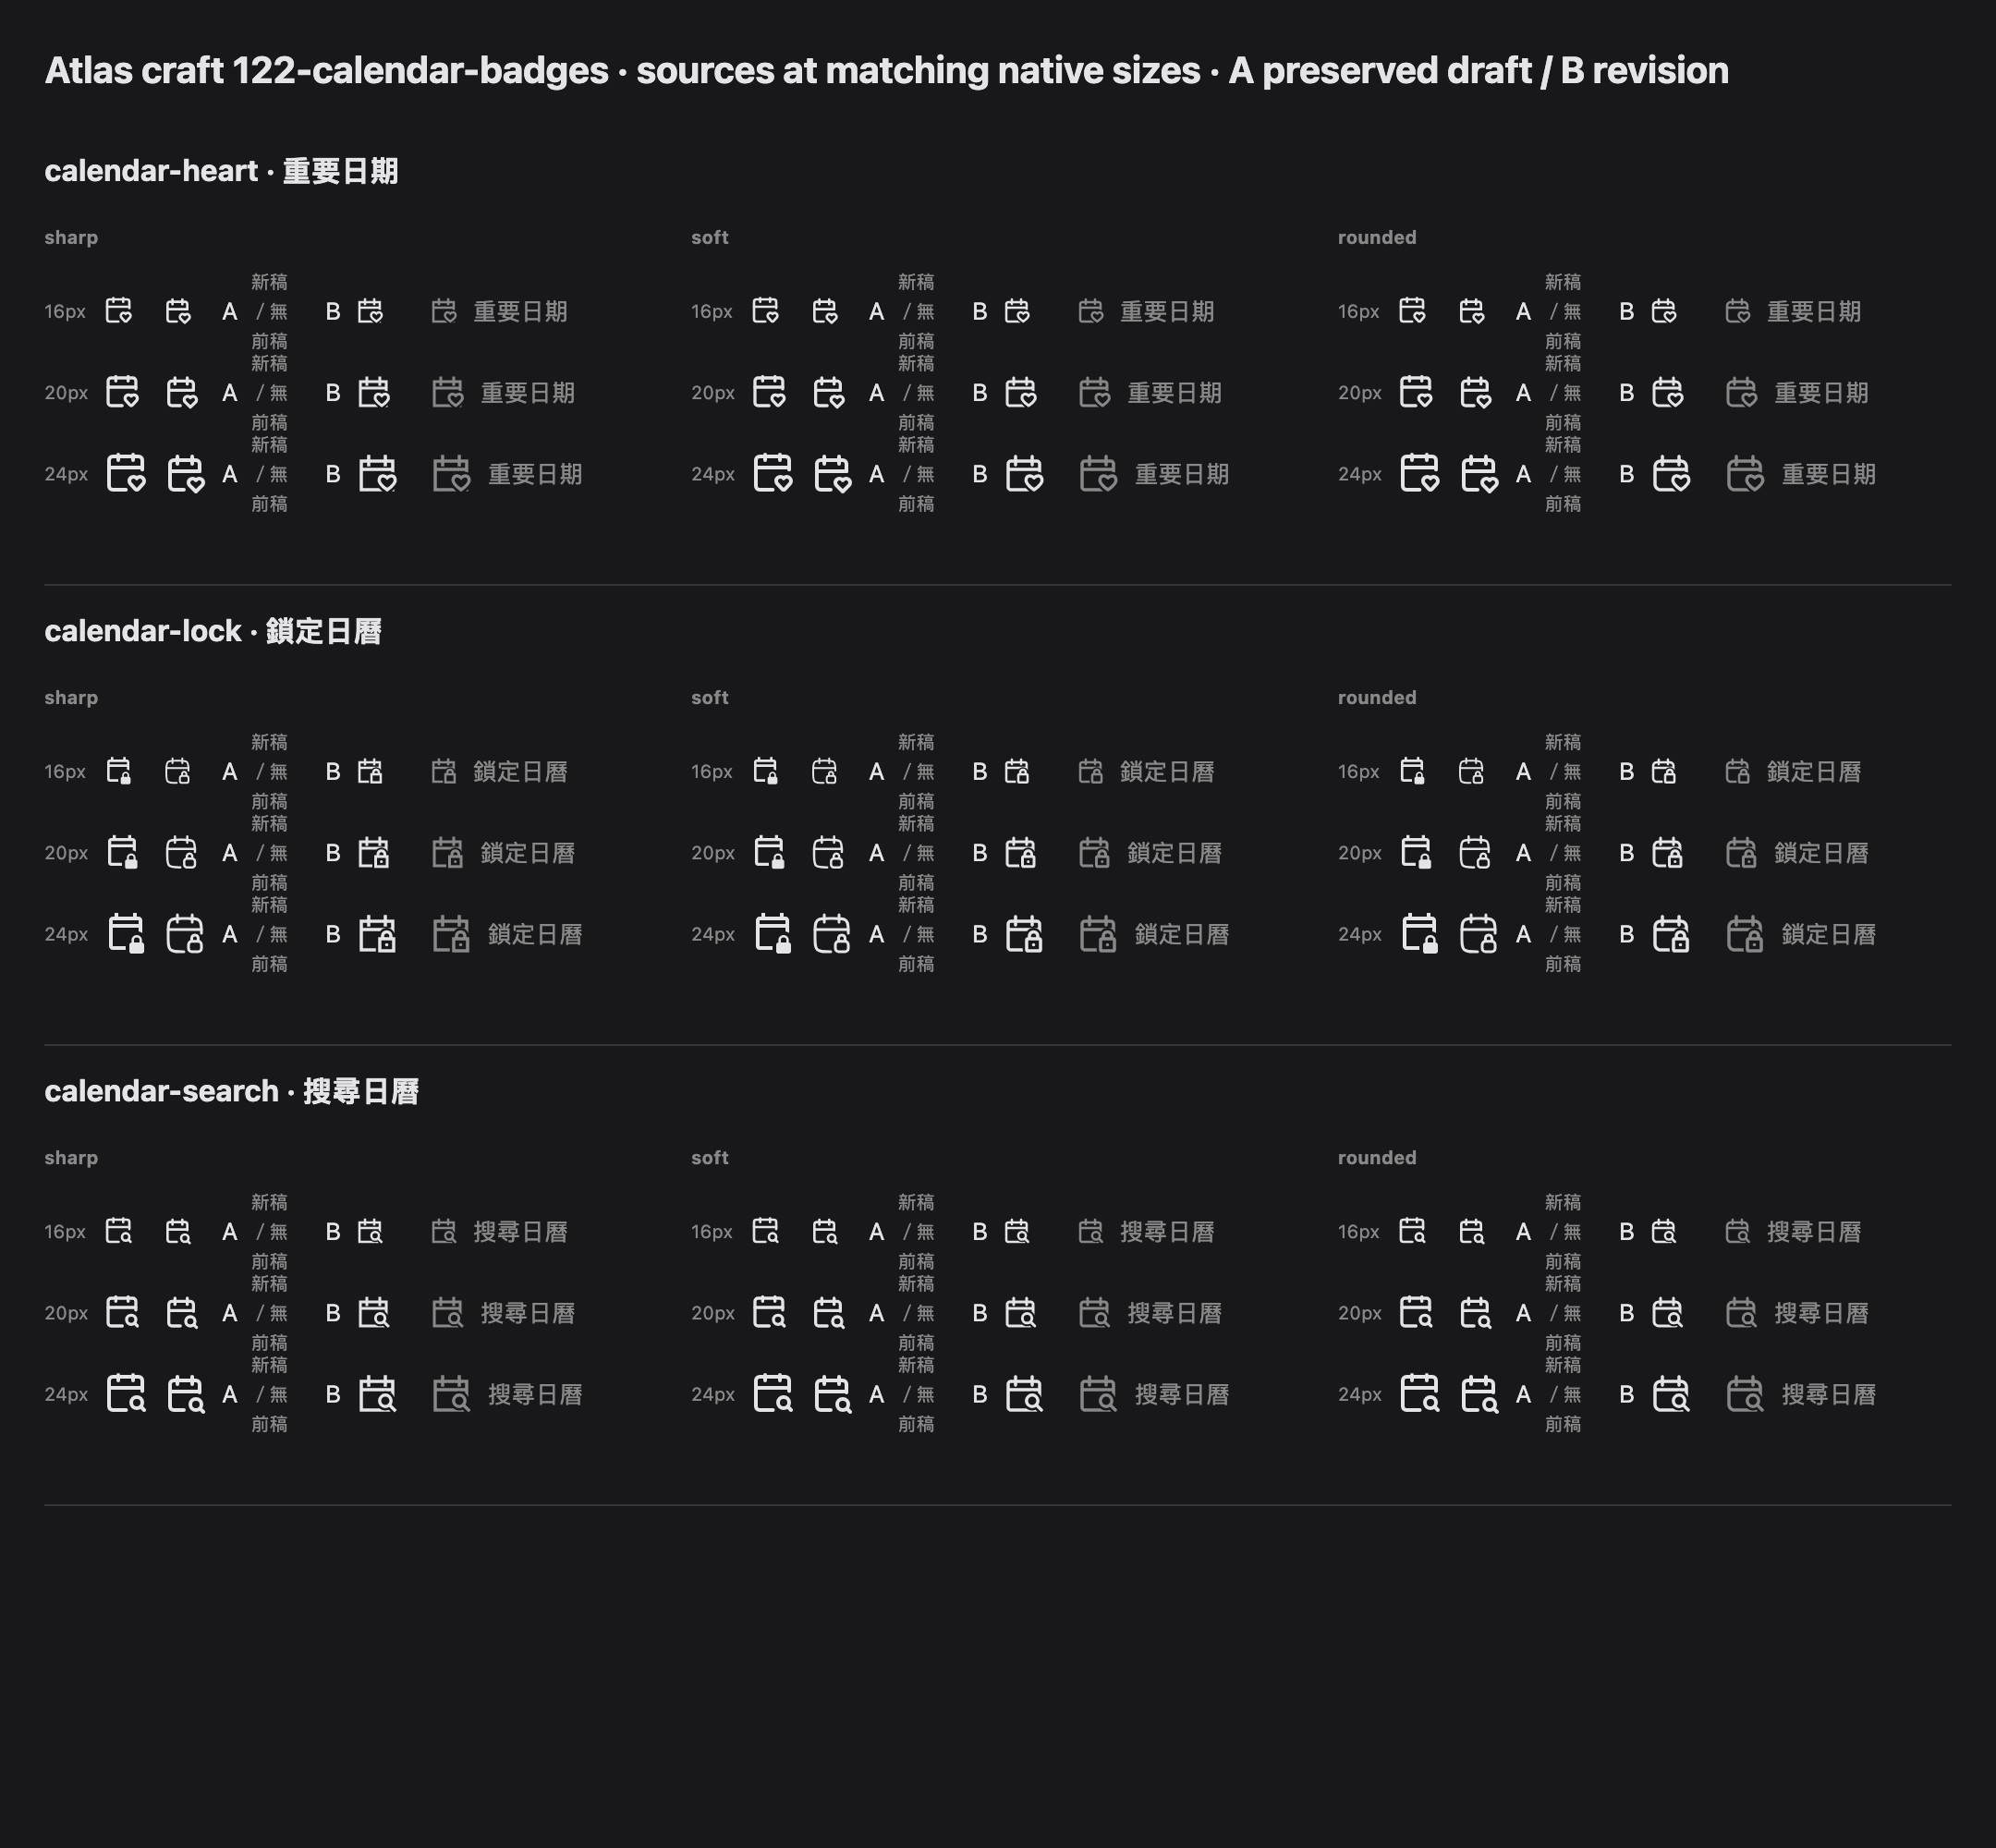 Atlas craft 122-calendar-badges · sources at matching native sizes · A preserved draft / B revision
calendar-heart · 重要日期
sharp
16px A 新稿 / 無前稿 B 重要日期
20px A 新稿 / 無前稿 B 重要日期
24px A 新稿 / 無前稿 B 重要日期
soft
16px A 新稿 / 無前稿 B 重要日期
20px A 新稿 / 無前稿 B 重要日期
24px A 新稿 / 無前稿 B 重要日期
rounded
16px A 新稿 / 無前稿 B 重要日期
20px A 新稿 / 無前稿 B 重要日期
24px A 新稿 / 無前稿 B 重要日期
calendar-lock · 鎖定日曆
sharp
16px A 新稿 / 無前稿 B 鎖定日曆
20px A 新稿 / 無前稿 B 鎖定日曆
24px A 新稿 / 無前稿 B 鎖定日曆
soft
16px A 新稿 / 無前稿 B 鎖定日曆
20px A 新稿 / 無前稿 B 鎖定日曆
24px A 新稿 / 無前稿 B 鎖定日曆
rounded
16px A 新稿 / 無前稿 B 鎖定日曆
20px A 新稿 / 無前稿 B 鎖定日曆
24px A 新稿 / 無前稿 B 鎖定日曆
calendar-search · 搜尋日曆
sharp
16px A 新稿 / 無前稿 B 搜尋日曆
20px A 新稿 / 無前稿 B 搜尋日曆
24px A 新稿 / 無前稿 B 搜尋日曆
soft
16px A 新稿 / 無前稿 B 搜尋日曆
20px A 新稿 / 無前稿 B 搜尋日曆
24px A 新稿 / 無前稿 B 搜尋日曆
rounded
16px A 新稿 / 無前稿 B 搜尋日曆
20px A 新稿 / 無前稿 B 搜尋日曆
24px A 新稿 / 無前稿 B 搜尋日曆